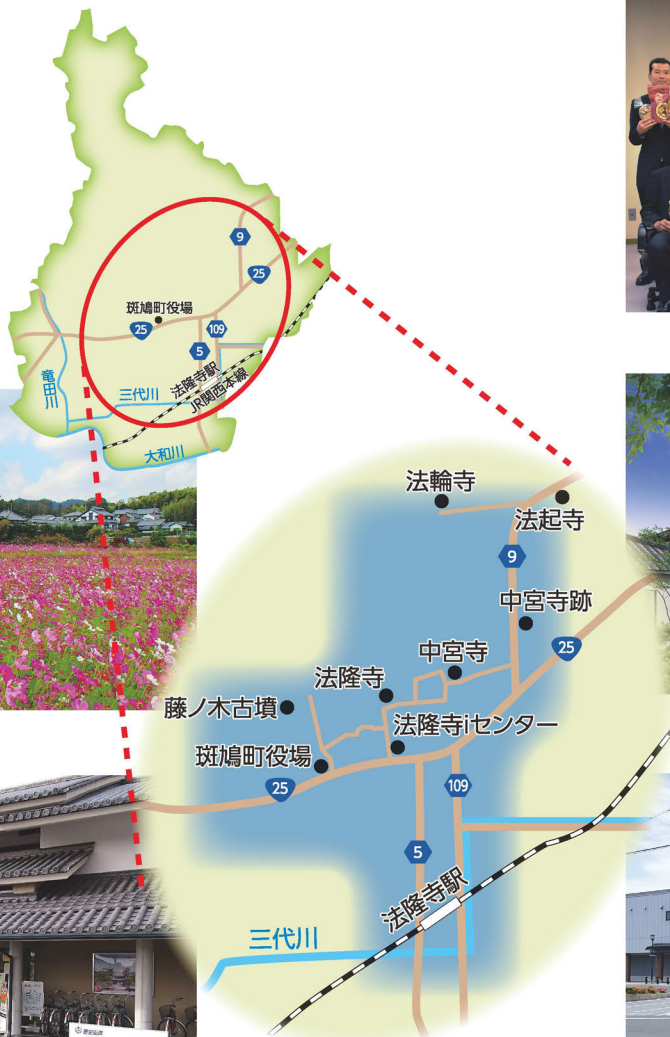 9
25
斑鳩町役場
25
109
5
法隆寺駅
JR関西本線
竜田川
三代川
大和川
法輪寺
法起寺
9
中宮寺跡
25
中宮寺
法隆寺
藤ノ木古墳
法隆寺iセンター
斑鳩町役場
25
109
5
法隆寺駅
三代川